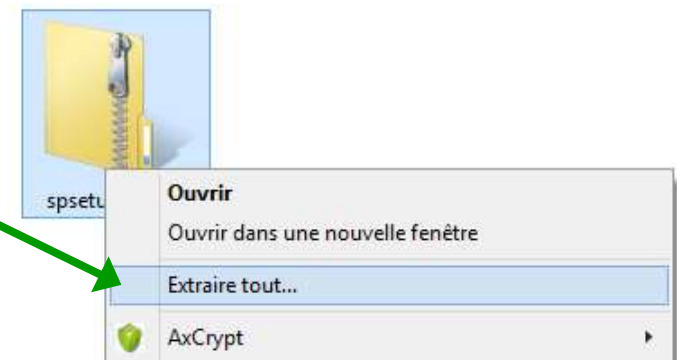 spsetu
Ouvrir
Ouvrir dans une nouvelle fenêtre
Extraire tout...
AxCrypt